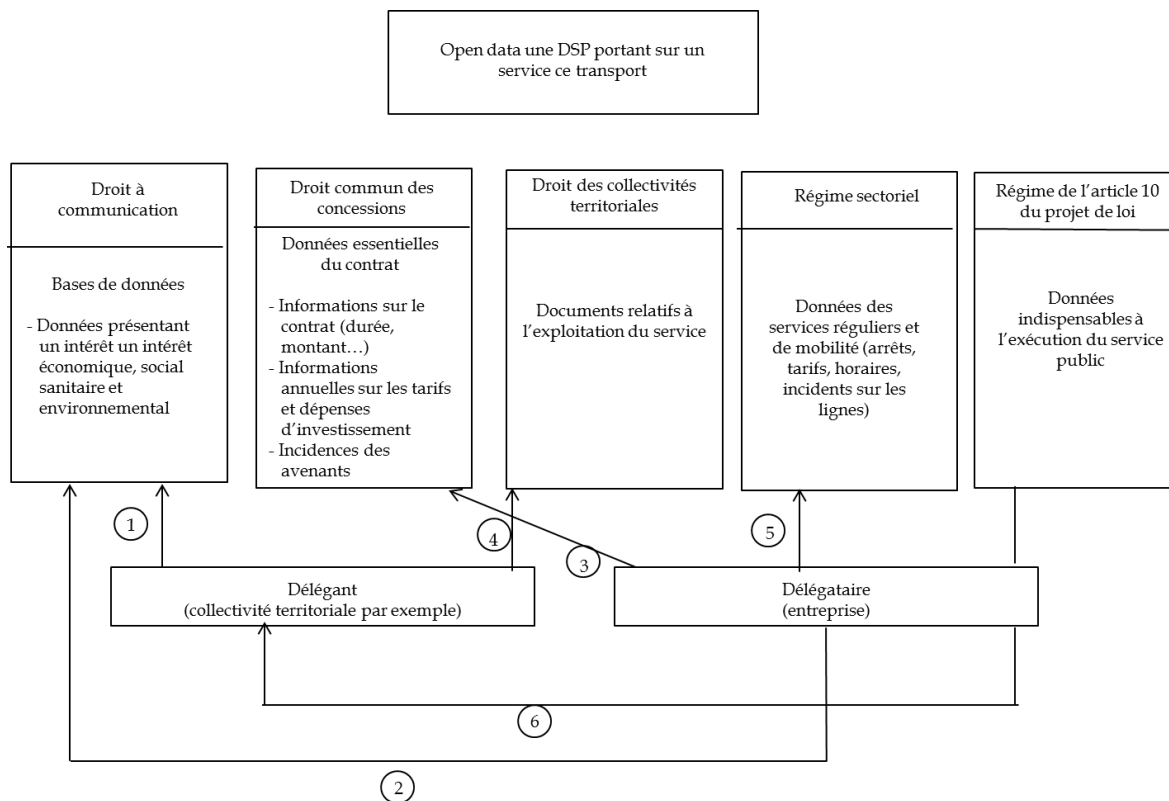 Open data une DSP portant sur un
service ce transport
Droit à
communication
Bases de données
- Données présentant
un intérêt un intérêt
économique, social
sanitaire et
environnemental
Droit commun des
concessions
Données essentielles
du contrat
- Informations sur le
contrat (durée,
montant…)
- Informations
annuelles sur les tarifs
et dépenses
d’investissement
- Incidences des
avenants
Droit des collectivités
territoriales
Documents relatifs à
l’exploitation du service
Régime sectoriel
Données des
services réguliers et
de mobilité (arrêts,
tarifs, horaires,
incidents sur les
lignes)
Régime de l’article 10
du projet de loi
Données
indispensables à
l’exécution du service
public
1
4
3
5
Délégant
(collectivité territoriale par exemple)
Délégataire
(entreprise)
6
2